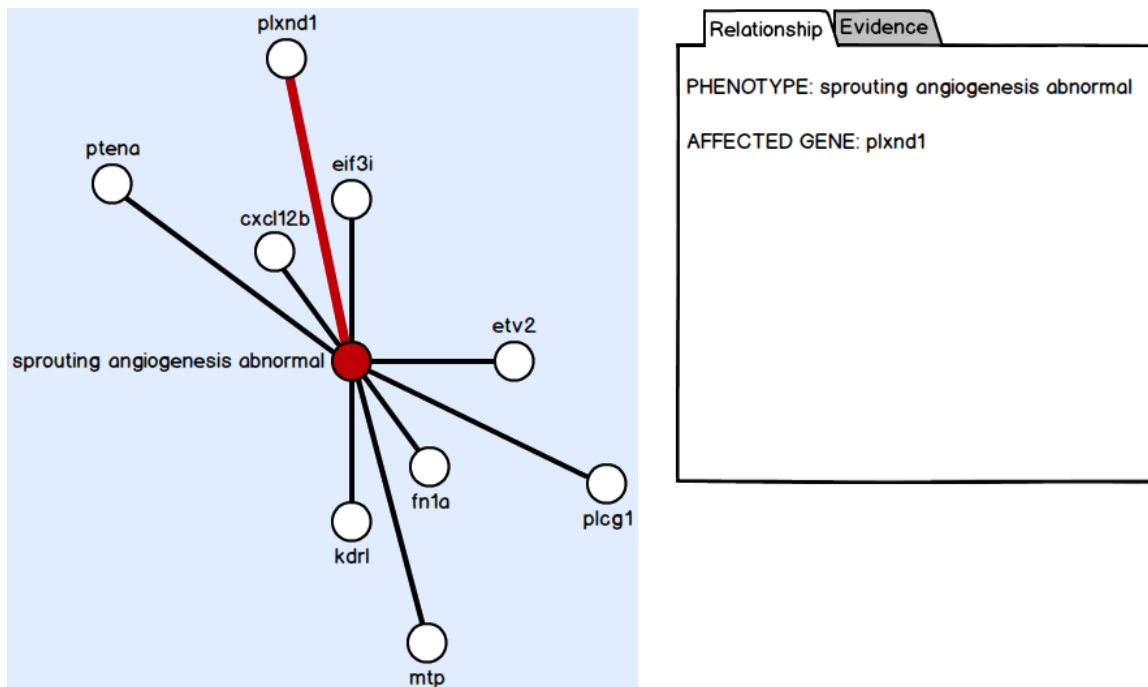 plxnd1
ptena
eif3i
cxcl12b
etv2
sprouting angiogenesis abnormal
fn1a
plcg1
kdrl
mtp
Relationship
Evidence
PHENOTYPE: sprouting angiogenesis abnormal
AFFECTED GENE: plxnd1